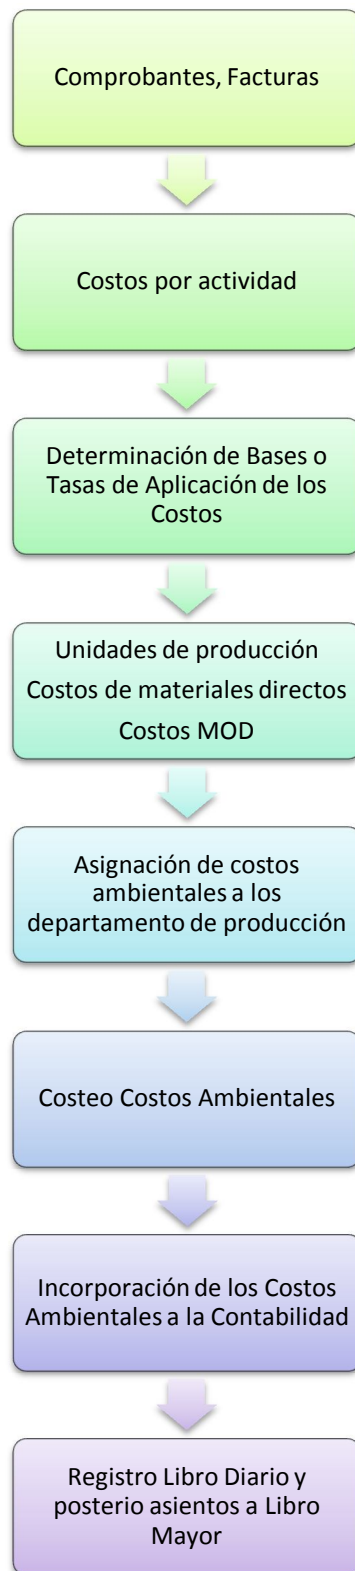 Comprobantes, Facturas
Costos por actividad
Determinación de Bases o
Tasas de Aplicación de los
Costos
Unidades de producción
Costos de materiales directos
Costos MOD
Asignación de costos
ambientales a los
departamento de producción
Costeo Costos Ambientales
Incorporación de los Costos
Ambientales a la Contabilidad
Registro Libro Diario y
posterio asientos a Libro
Mayor